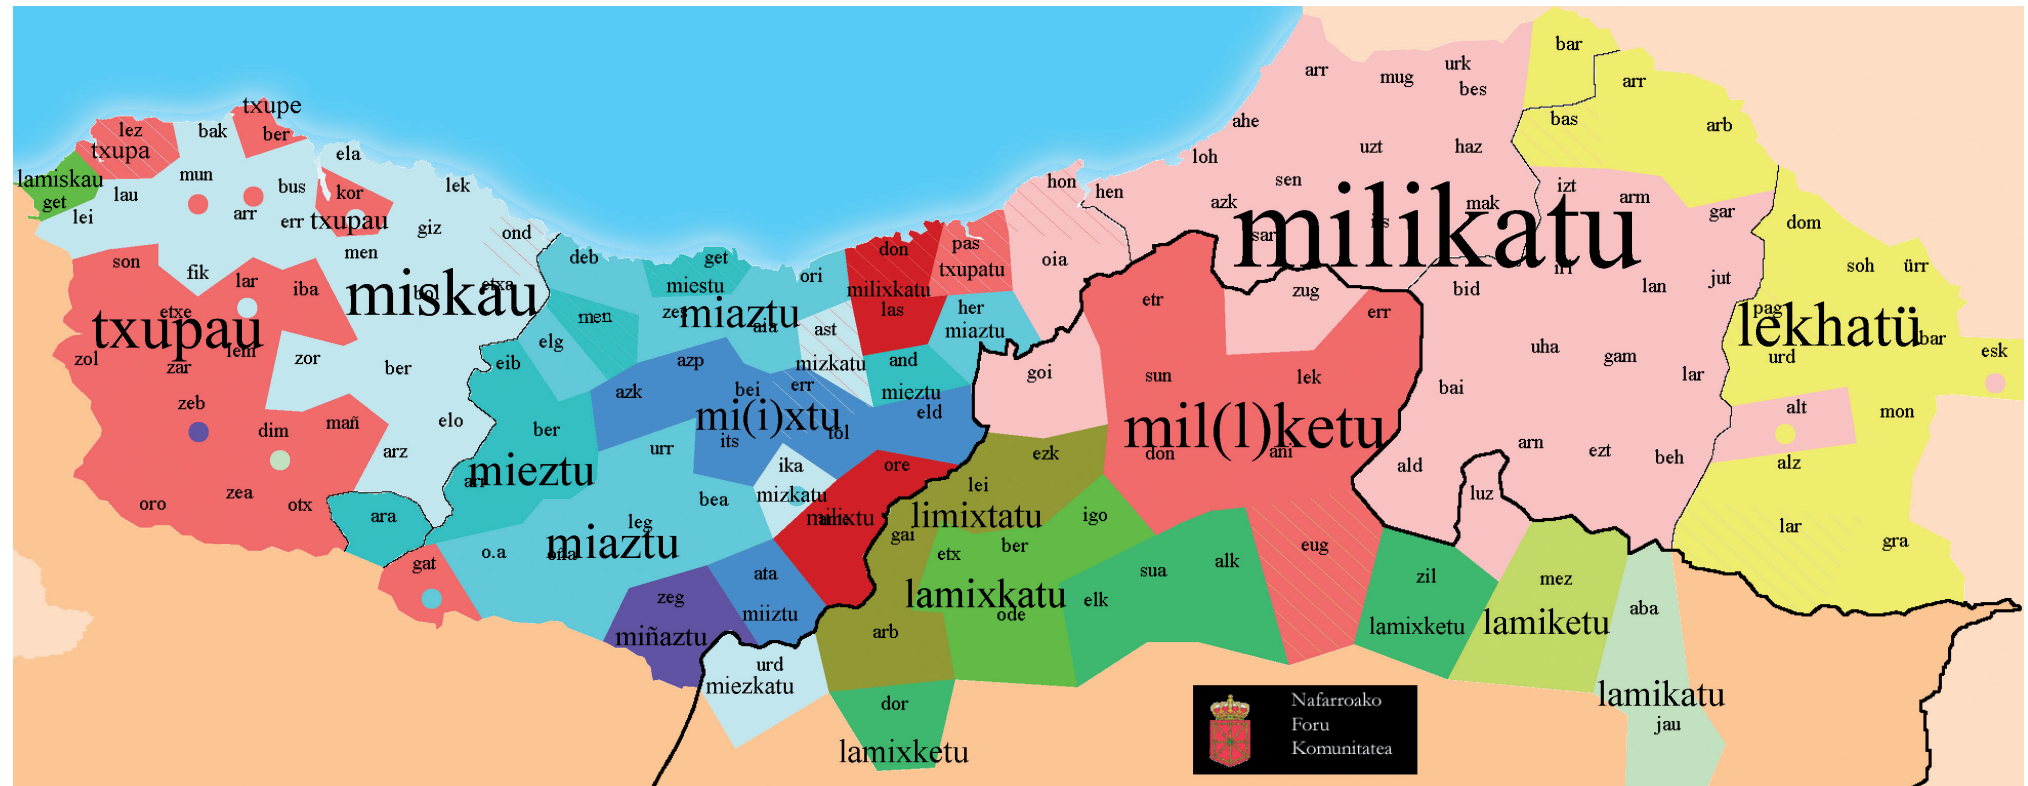 txupe
lez
bak
ber
txupa
ela
lamiskau
mun
lau
bus
kor
lek
get
lei
arr
err
txupau
giz
ond
men
son
fik
lar
iba
etxe
miskau
etxa
txupau
zol
zar
zor
ber
zeb
dim
mañ
elo
arz
oro
zea
otx
ara
gat
deb
get
ori
miestu
men
zes
miaztu
aia
ast
mizkatu
elg
eib
azp
azk
bei
err
mi(i)xtu
tol
eld
its
ber
urr
mieztu
ika
mizkatu
bea
leg
miaztu
o.a
oña
ata
miiztu
zeg
miñaztu
urd
miezkatu
don
milixkatu
las
pas
txupatu
her
miaztu
and
mieztu
ore
milixtu
hon
hen
oia
goi
arr
mug
urk
bes
ahe
loh
uzt
haz
sen
azk
mak
sar
milikatu
izt
arm
gar
bid
lan
jut
zug
etr
err
sun
lek
mil(l)ketu
don
ani
uha
gam
lar
bai
arn
ezt
beh
ald
luz
bar
arr
bas
arb
dom
soh
ürr
pag
lekhatü
urd
bar
esk
alt
mon
alz
lar
gra
ezk
lei
limixtatu
gai
igo
etx
ber
lamixkatu
ode
elk
sua
alk
eug
arb
dor
lamixketu
zil
lamixketu
mez
lamiketu
aba
lamikatu
jau
Nafarroako
Foru
Komunitatea